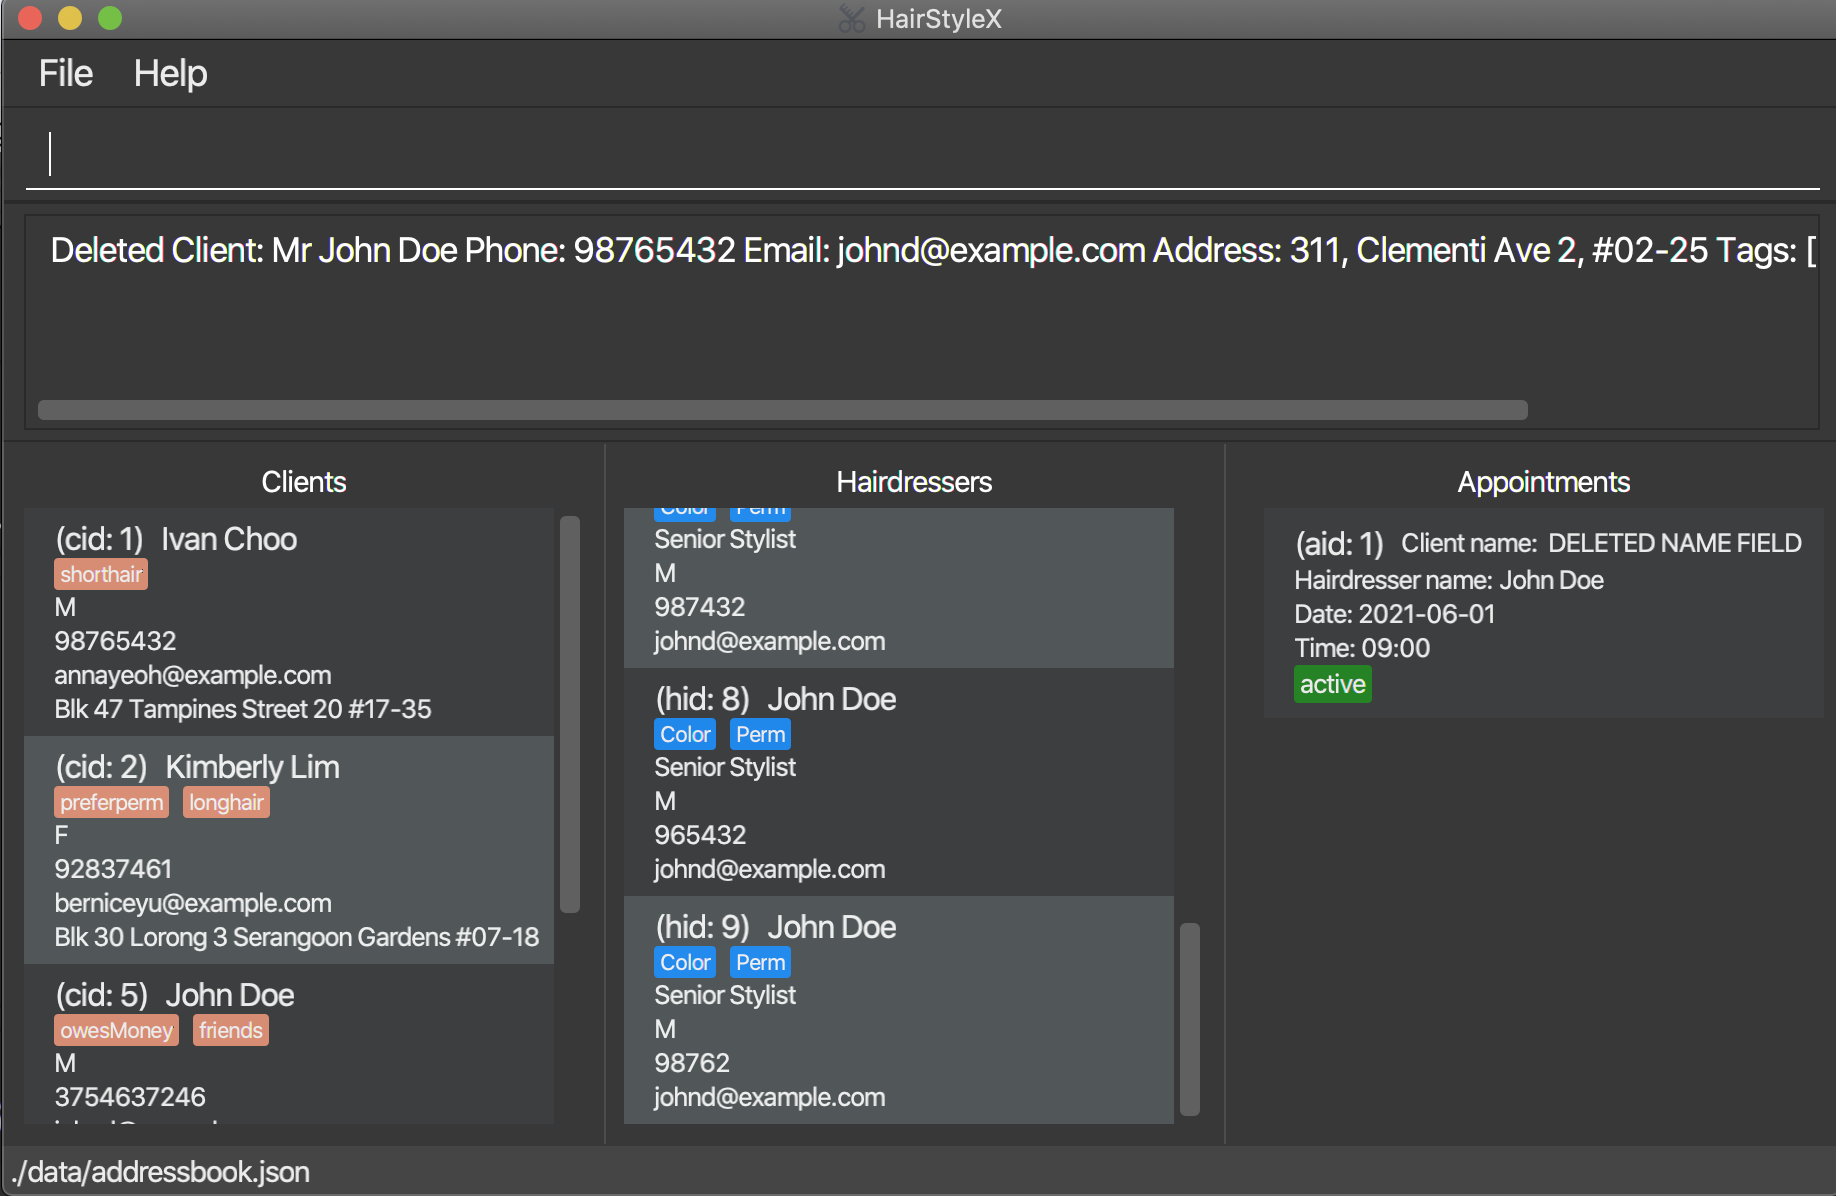 HairStyleX
File Help
Deleted Client: Mr John Doe Phone: 98765432 Email: johnd@example.com Address: 311, Clementi Ave 2, #02-25 Tags: [
Clients
(cid: 1) Ivan Choo
shorthair
M
98765432
annayeoh@example.com
Blk 47 Tampines Street 20 #17-35
(cid: 2) Kimberly Lim
preferperm longhair
F
92837461
berniceyu@example.com
Blk 30 Lorong 3 Serangoon Gardens #07-18
(cid: 5) John Doe
owesMoney friends
M
3754637246
Hairdressers
Color Perm
Senior Stylist
M
987432
johnd@example.com
(hid: 8) John Doe
Color Perm
Senior Stylist
M
965432
johnd@example.com
(hid: 9) John Doe
Color Perm
Senior Stylist
M
98762
johnd@example.com
Appointments
(aid: 1) Client name: DELETED NAME FIELD
Hairdresser name: John Doe
Date: 2021-06-01
Time: 09:00
active
./data/addressbook.json